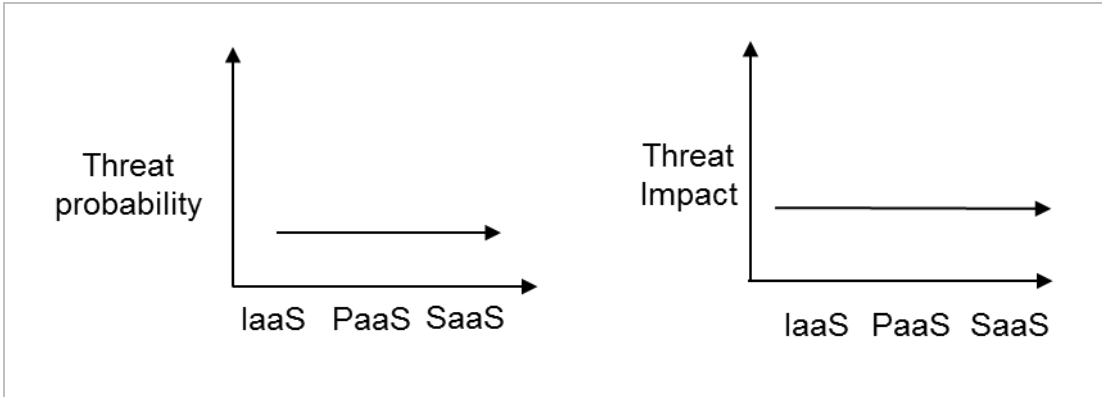 Threat
probability
IaaS PaaS SaaS
Threat
Impact
IaaS PaaS SaaS